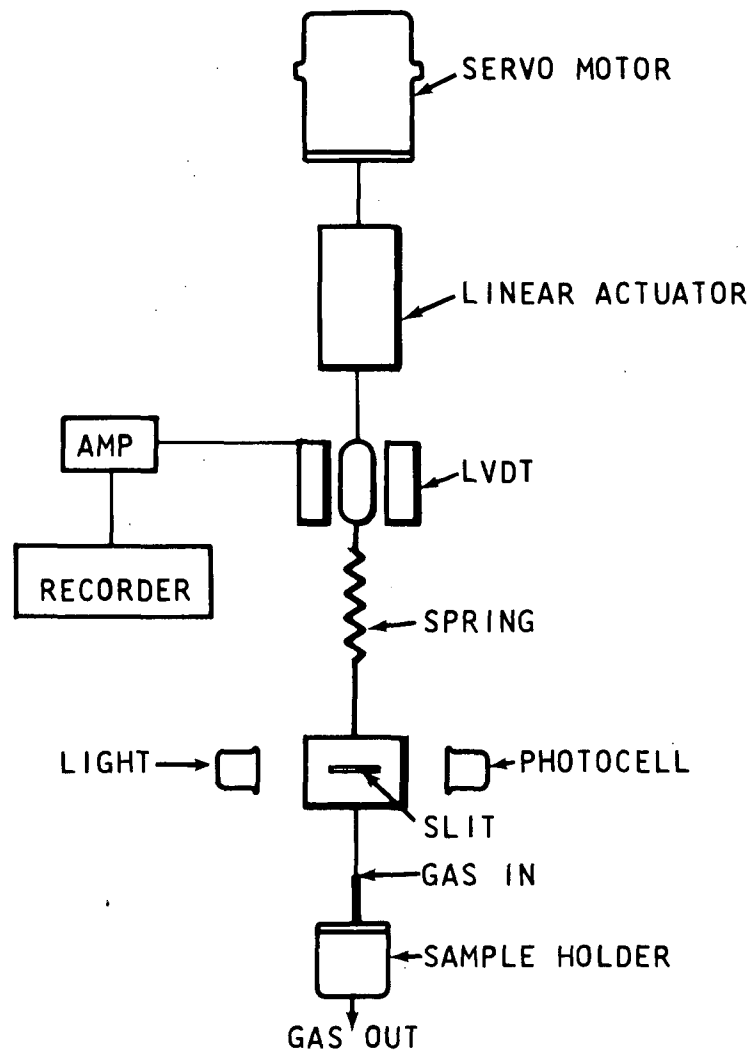 SERVO MOTOR
LINEAR ACTUATOR
AMP
LVDT
RECORDER
SPRING
LIGHT
PHOTOCELL
SLIT
GAS IN
SAMPLE HOLDER
GAS OUT